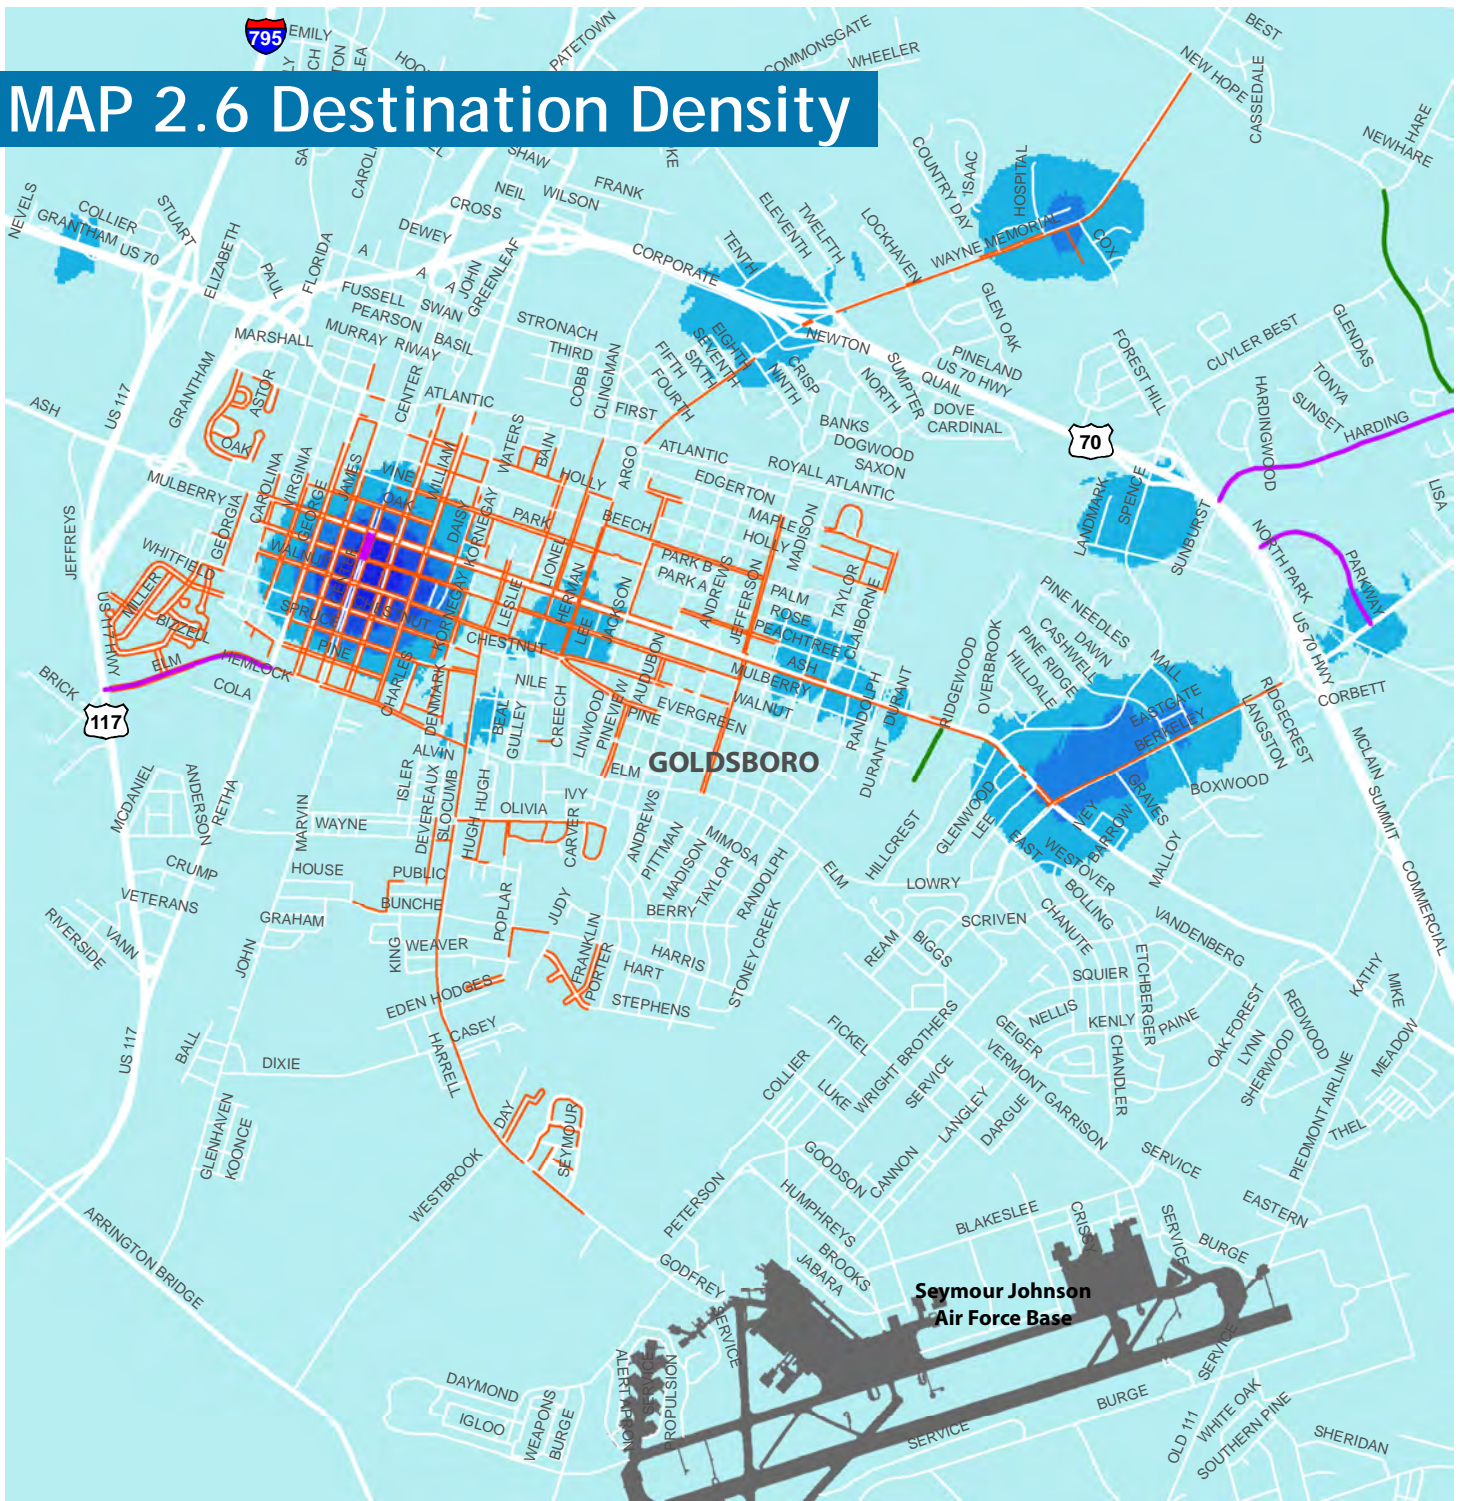 795
EMILY
PATETOWN
COMMONSGATE
WHEELER
BEST
NEW HOPE
CASSEDALE
HARE
NEWHARE
MAP 2.6 Destination Density
SHAW
NEIL
WILSON
FRANK
CROSS
DEWEY
COUNTRY DAY
ISAAC
HOSPITAL
NEVELS
COLLIER
GRANTHAM US 70
STUART
ELIZABETH
PAUL
FLORIDA
A
A
A
JOHN
GREENLEAF
CORPORATE
TENTH
ELEVENTH
TWELFTH
LOCKHAVEN
WAYNE MEMORIAL
COX
GLEN OAK
FUSSELL
SWAN
PEARSON
BASIL
MURRAY
RIWAY
MARSHALL
STRONACH
THIRD
COBB
CLINGMAN
FIRST
EIGHTH
SEVENTH
SIXTH
FIFTH
FOURTH
NINTH
CRISP
NEWTON
NORTH
SUMPTER
QUAIL
PINELAND
US 70 HWY
DOVE
CARDINAL
BANKS
DOGWOOD
SAXON
FOREST HILL
CUYLER BEST
GLENDAS
TONYA
SUNSET
HARDINGWOOD
HARDING
LISA
70
ASH
US 117
GRANTHAM
ASTOR
OAK
CENTER
ATLANTIC
WATERS
BAIN
ARGO
ATLANTIC
ROYALL ATLANTIC
EDGERTON
MAPLE
HOLLY
MADISON
MULBERRY
GEORGIA
CAROLINA
VIRGINIA
GEORGE
JAMES
VINE
OAK
WILLIAM
DAISY
KORNEGAY
HOLLY
PARK
BEECH
PARK B
PARK A
ANDREWS
JEFFERSON
PALM
ROSE
PEACHTREE
ASH
TAYLOR
CLAIBORNE
LANDMARK
SPENCE
SUNBURST
NORTH PARK
PARKWAY
US 70 HWY
JEFFREYS
WHITFIELD
MILLER
BIZZELL
US 117 HWY
WALNUT
CENTER
CHESTNUT
SPRUCE
PINE
KORNEGAY
LESLIE
LIONEL
HERMAN
LEE
JACKSON
CHESTNUT
AUDUBON
MULBERRY
WALNUT
EVERGREEN
PINE
BRICK
ELM
HEMLOCK
COLA
117
CHARLES
DENMARK
NILE
BEAL
GULLEY
CREECH
LINWOOD
PINEVIEW
ELM
GOLDSBORO
RANDOLPH
DURANT
DURANT
RIDGEWOOD
OVERBROOK
PINE NEEDLES
DAWN
CASHWELL
PINE RIDGE
HILLDALE
MALL
EASTGATE
BERKELEY
LANGSTON
RIDGECREST
CORBETT
MCLAIN
SUMMIT
COMMERCIAL
BOXWOOD
GRAVES
IVEY
BARROW
MALLOY
WESTOVER
EAST
GLENWOOD
LEE
HILLCREST
ALVIN
ISLER
DEVEREAUX
SLOCUMB
HUGH
HUGH
OLIVIA
IVY
CARVER
MCDANIEL
ANDERSON
RETHA
MARVIN
WAYNE
CRUMP
HOUSE
PUBLIC
BUNCHE
VETERANS
GRAHAM
RIVERSIDE
VANN
JOHN
KING
WEAVER
POPLAR
JUDY
FRANKLIN
PORTER
ANDREWS
PITTMAN
MADISON
TAYLOR
MIMOSA
RANDOLPH
BERRY
HARRIS
HART
STEPHENS
STONEY CREEK
ELM
LOWRY
SCRIVEN
BOLLING
CHANUTE
VANDENBERG
REAM
BIGGS
SQUIER
ETCHBERGER
KATHY
MIKE
EDEN HODGES
CASEY
HARRELL
US 117
BALL
DIXIE
GLENHAVEN
KOONCE
DAY
SEYMOUR
WESTBROOK
FICKEL
WRIGHT BROTHERS
COLLIER
LUKE
SERVICE
LANGLEY
DARGUE
GEIGER
NELLIS
KENLY
PAINE
CHANDLER
VERMONT GARRISON
OAK FOREST
LYNN
SHERWOOD
REDWOOD
MEADOW
THEL
PIEDMONT AIRLINE
GOODSON
CANNON
SERVICE
EASTERN
ARRINGTON BRIDGE
PETERSON
HUMPHREYS
BROOKS
JABARA
BLAKESLEE
CRISSY
SERVICE
BURGE
GODFREY
SERVICE
Seymour Johnson
Air Force Base
SERVICE
ALERT APRON
SERVICE
PROPULSION
DAYMOND
IGLOO
WEAPONS
BURGE
SERVICE
BURGE
OLD 111
WHITE OAK
SOUTHERN PINE
SHERIDAN